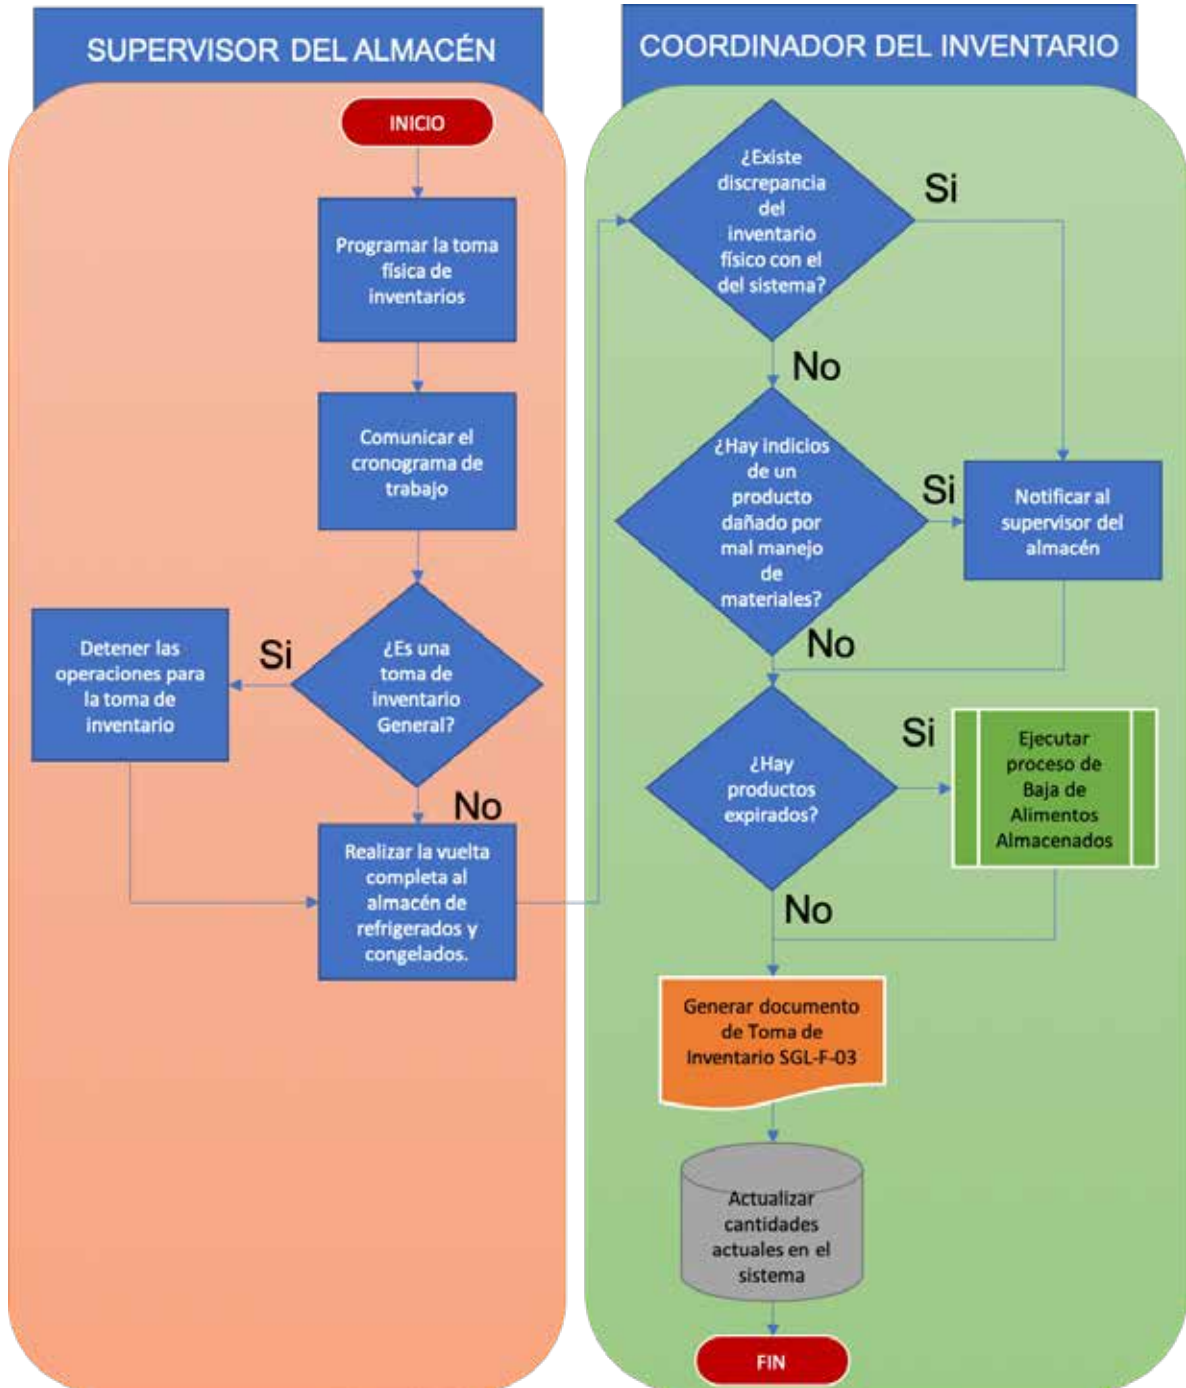 SUPERVISOR DEL ALMACÉN
INICIO
Programar la toma
física de
inventarios
Comunicar el
cronograma de
trabajo
¿Es una
toma de
inventario
General?
Si
Detener las
operaciones para
la toma de
inventario
No
Realizar la vuelta
completa al
almacén de
refrigerados y
congelados.
COORDINADOR DEL INVENTARIO
¿Existe
discrepancia
del
inventario
físico con el
del sistema?
Si
No
¿Hay indicios
de un
producto
dañado por
mal manejo
de
materiales?
Si
Notificar al
supervisor del
almacén
No
¿Hay
productos
expirados?
Si
Ejecutar
proceso de
Baja de
Alimentos
Almacenados
No
Generar documento
de Toma de
Inventario SGL-F-03
Actualizar
cantidades
actuales en el
sistema
FIN